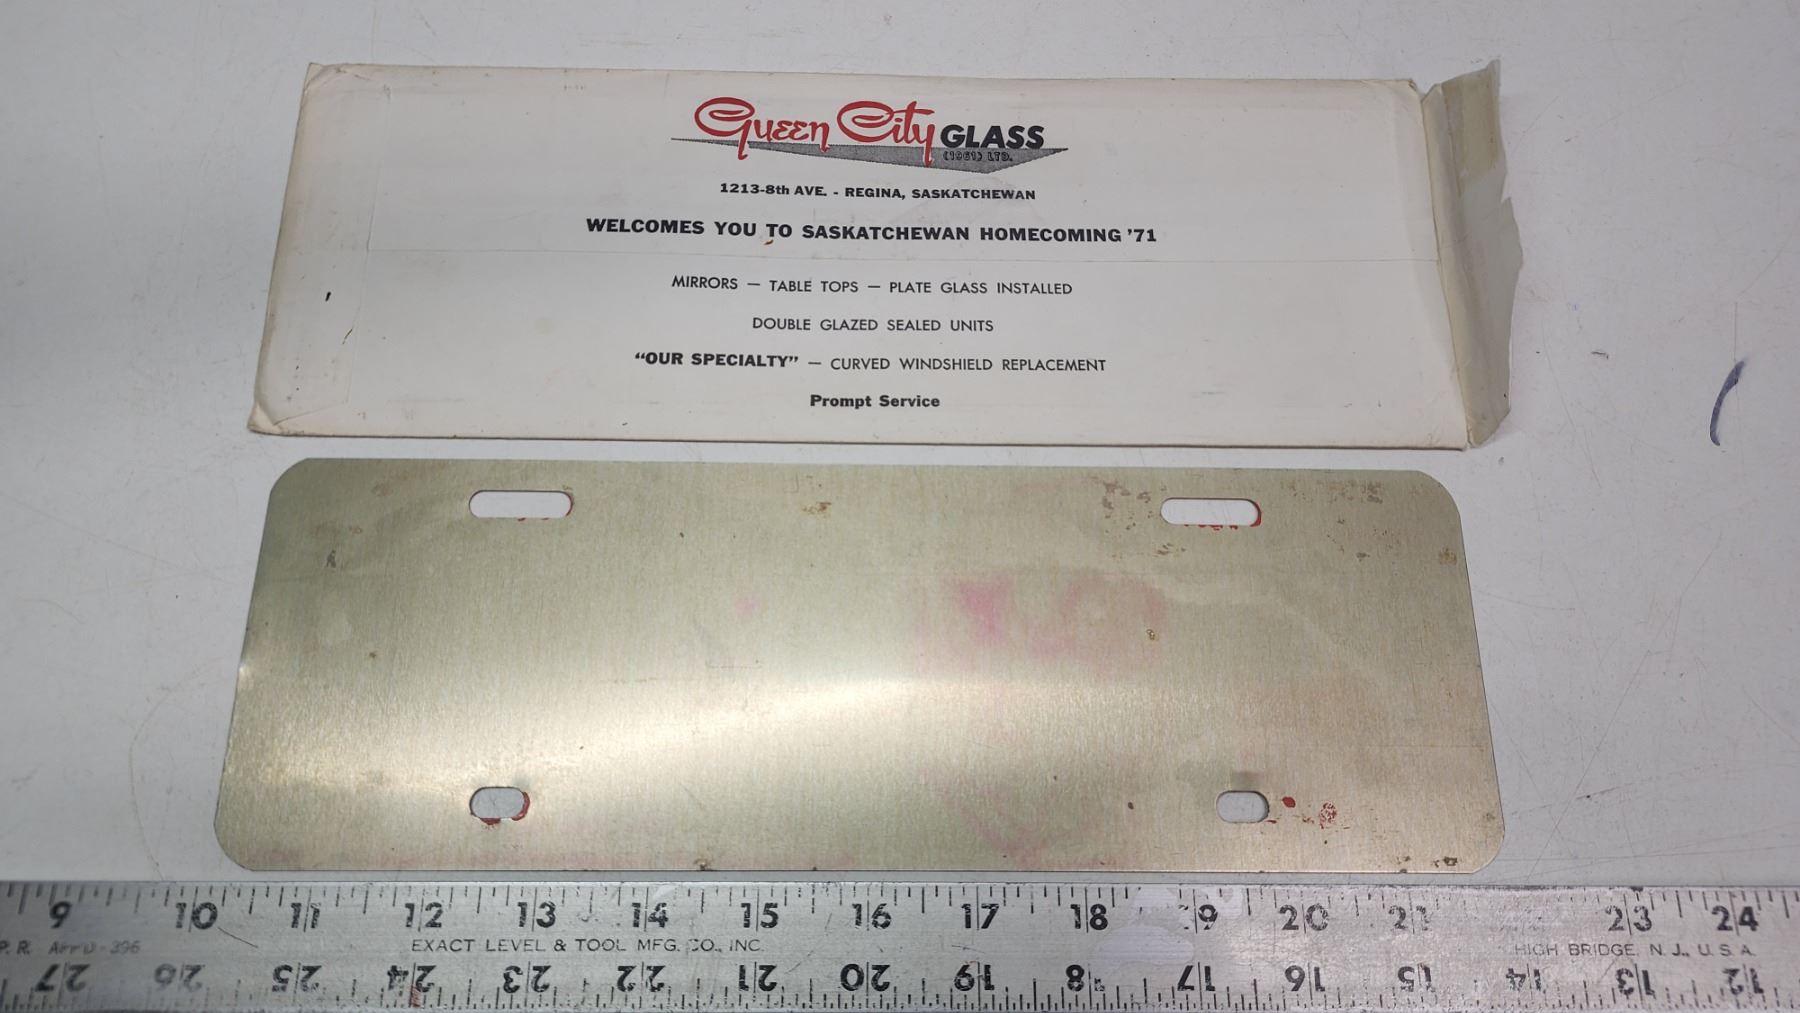 Queen City GLASS
(1961) LTD.
1213-8th AVE. - REGINA, SASKATCHEWAN
WELCOMES YOU TO SASKATCHEWAN HOMECOMING '71
MIRRORS — TABLE TOPS — PLATE GLASS INSTALLED
DOUBLE GLAZED SEALED UNITS
"OUR SPECIALTY" — CURVED WINDSHIELD REPLACEMENT
Prompt Service
9 10 11 12 13 14 15 16 17 18 19 20 21 23 24
P. R. APP'D-396 EXACT LEVEL & TOOL MFG. CO., INC. HIGH BRIDGE, N. J., U. S. A.
27 26 25 24 23 22 21 20 19 18 17 16 15 14 13 12